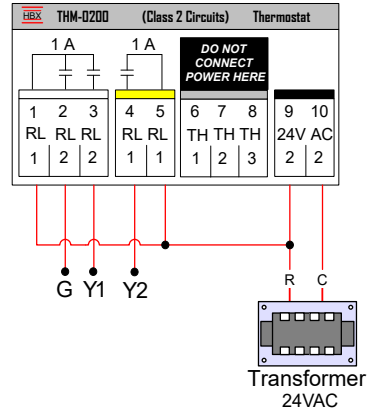 HBX THM-0200 (Class 2 Circuits) Thermostat
1 A 1 A
DO NOT
CONNECT
POWER HERE
1 2 3 4 5 6 7 8 9 10
RL RL RL RL RL TH TH TH 24V AC
1 2 2 1 1 1 2 3 2 2
R C
G Y1 Y2
Transformer
24VAC